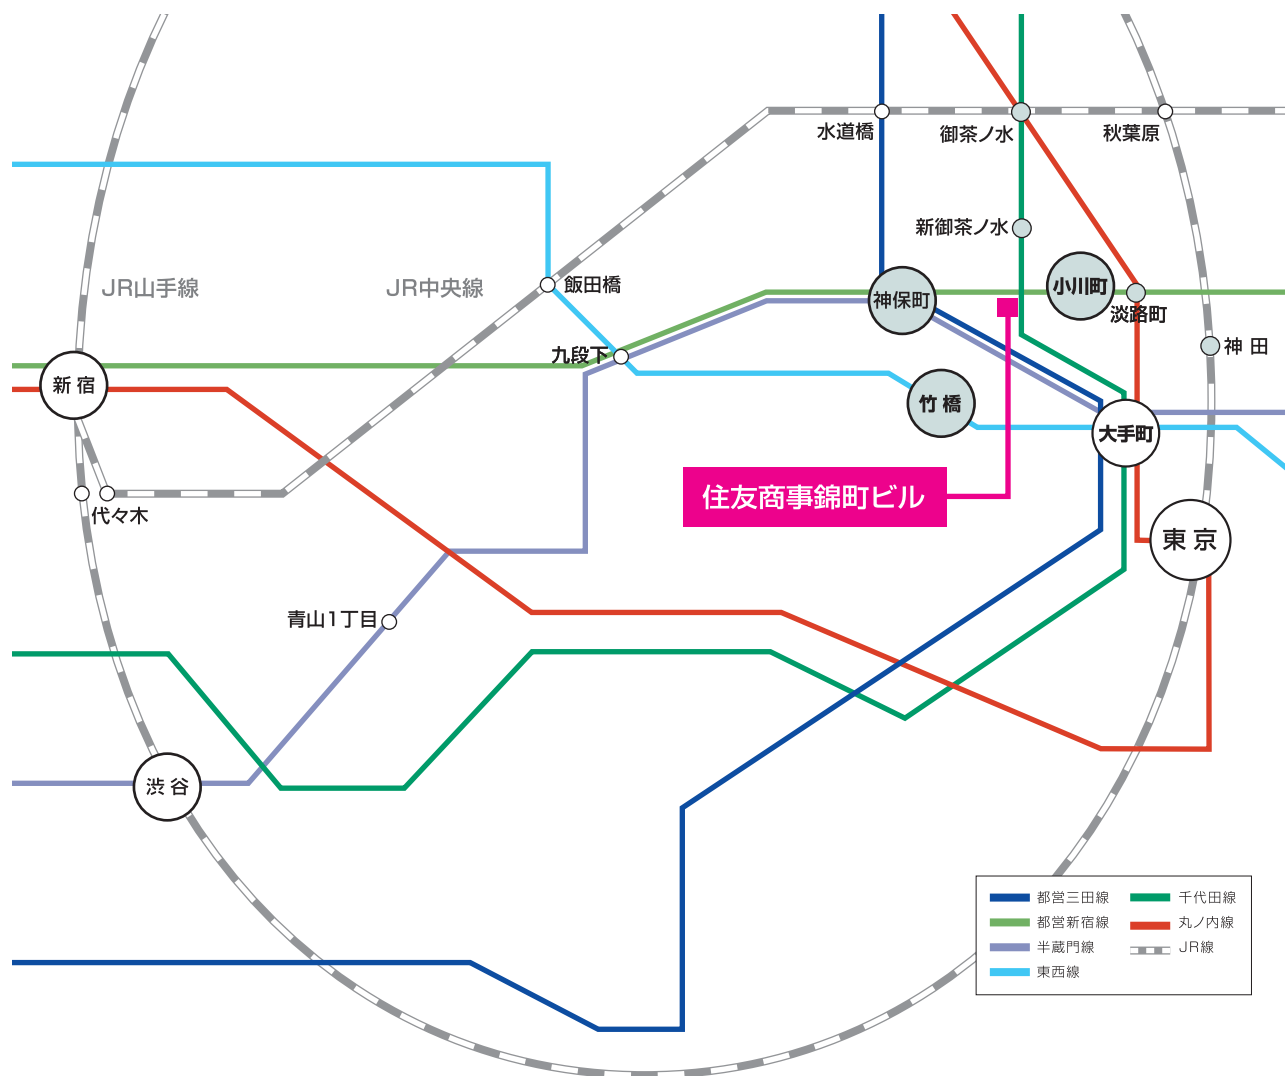 水道橋
御茶ノ水
秋葉原
新御茶ノ水
JR山手線
JR中央線
飯田橋
神保町
小川町
淡路町
九段下
神田
新宿
竹橋
大手町
住友商事錦町ビル
代々木
東京
青山1丁目
渋谷
都営三田線
千代田線
都営新宿線
丸ノ内線
半蔵門線
JR線
東西線